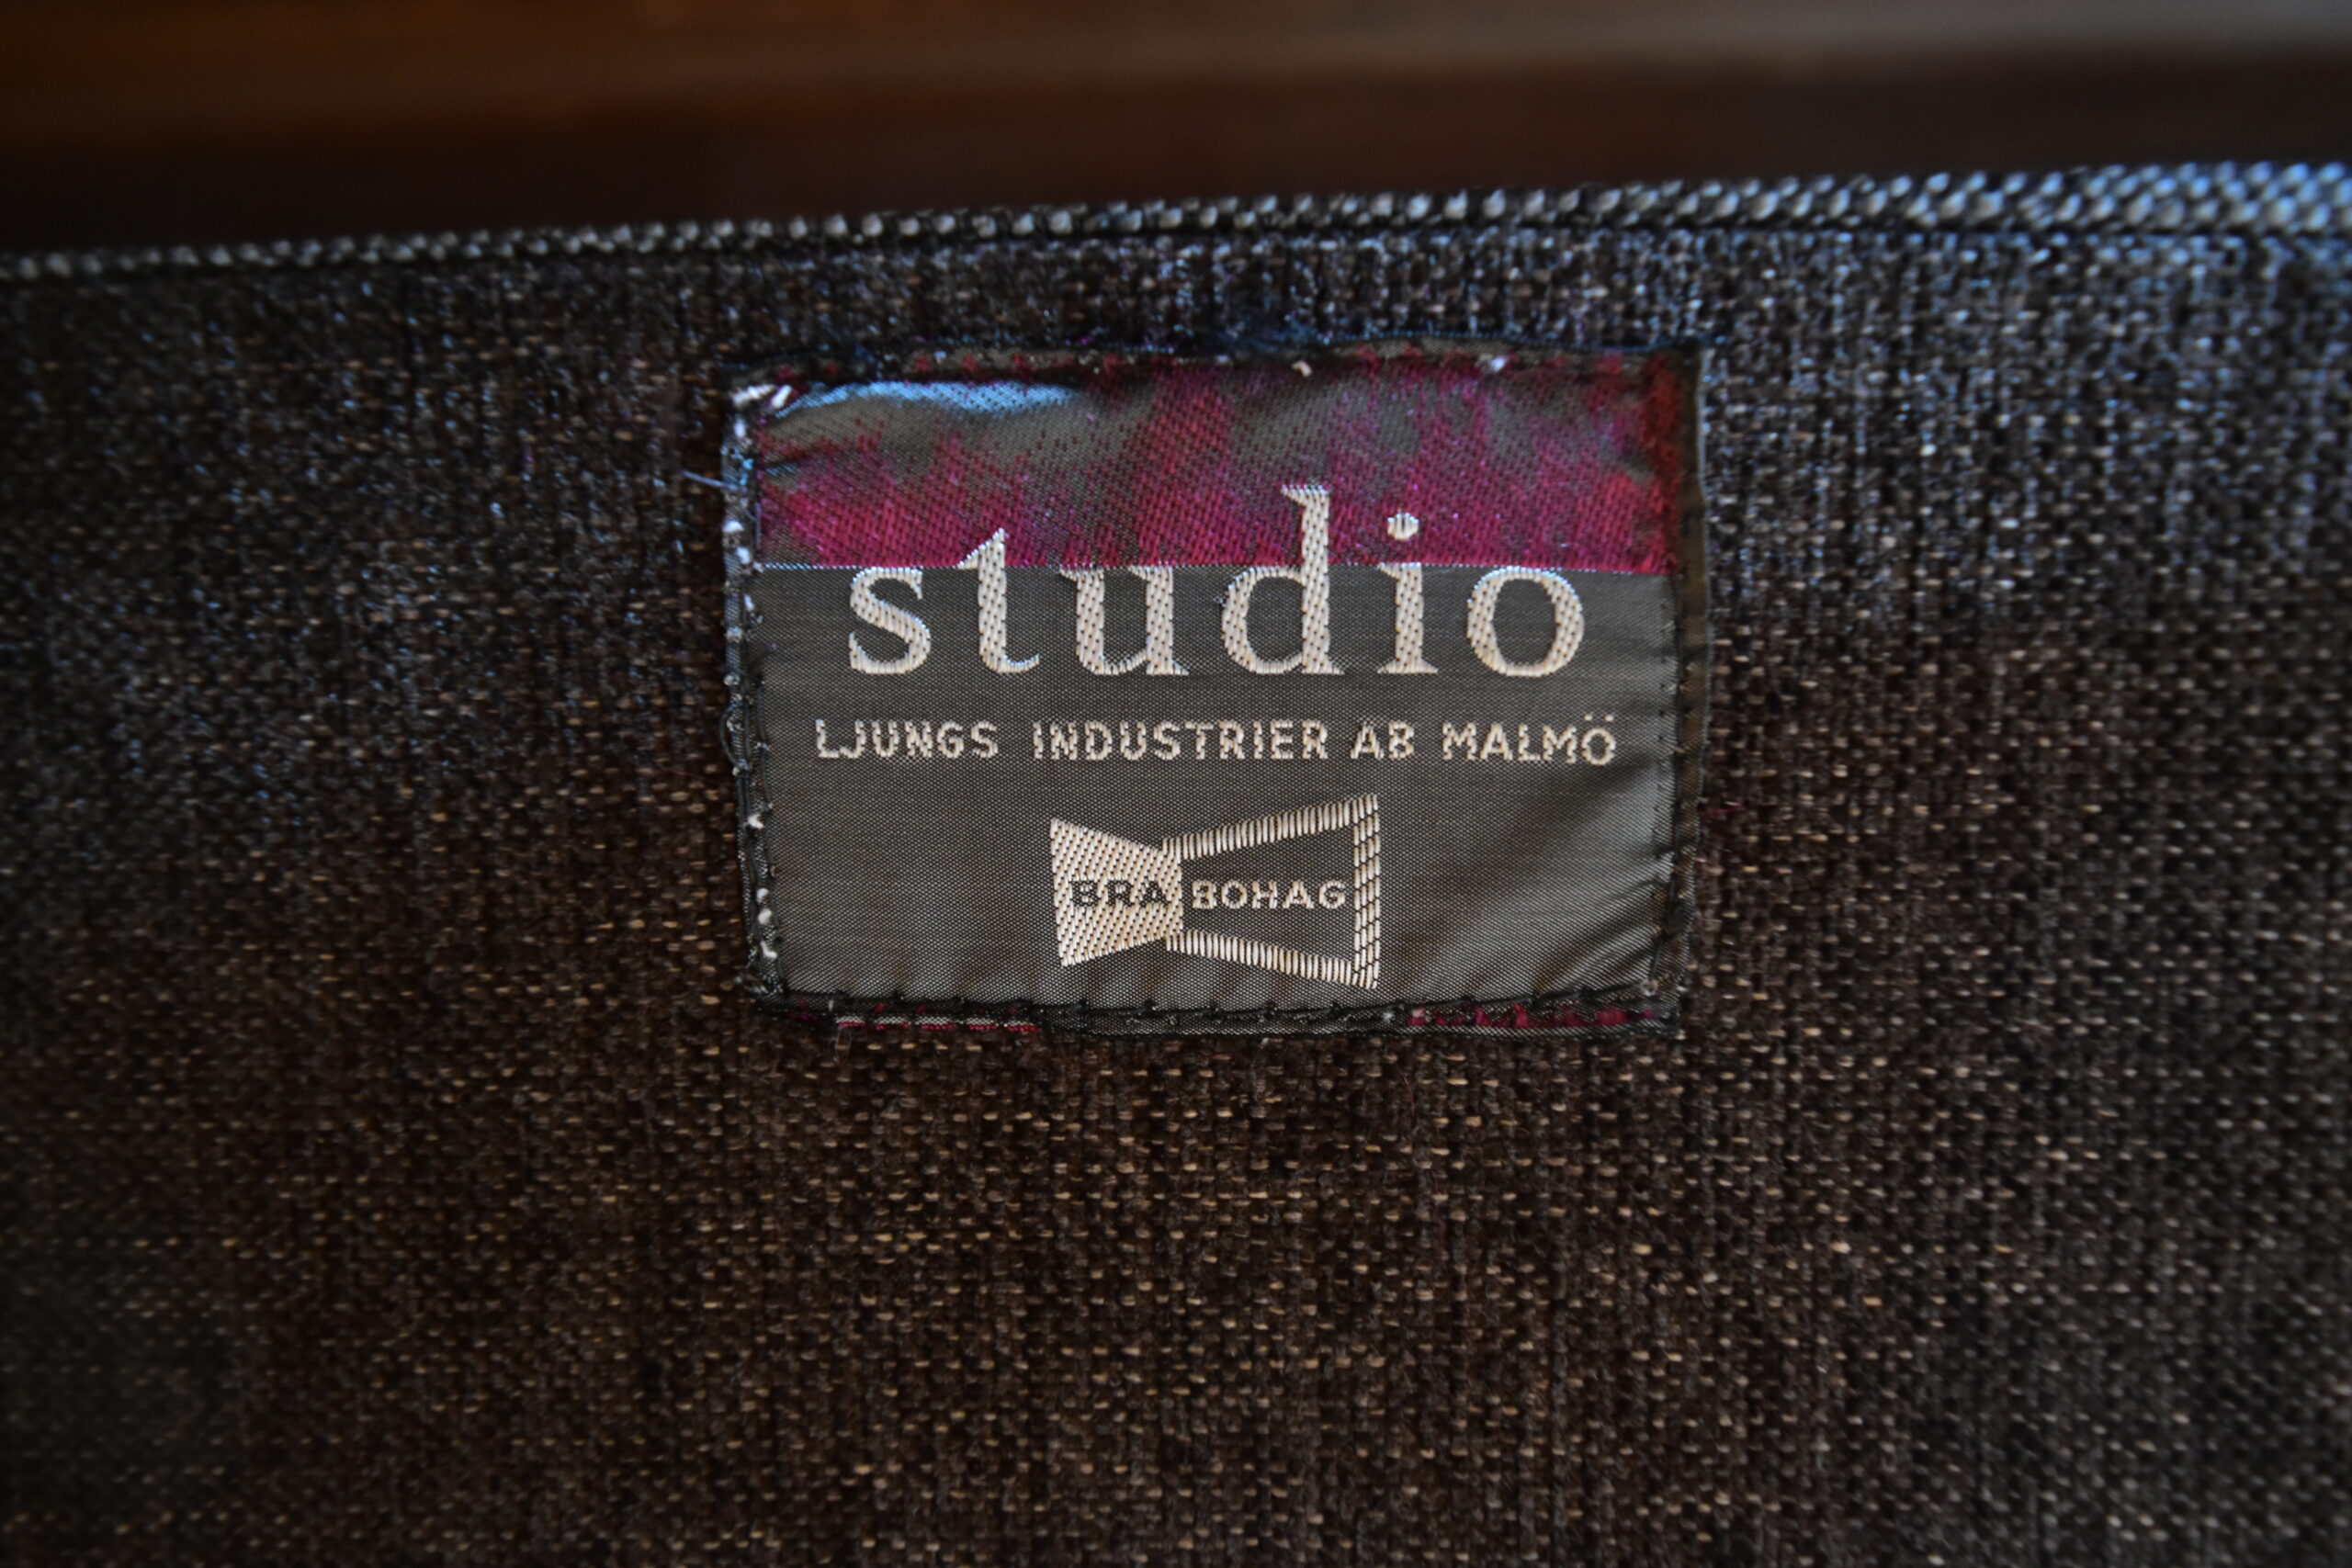 studio
LJUNGS INDUSTRIER AB MALMÖ
BRA BOHAG